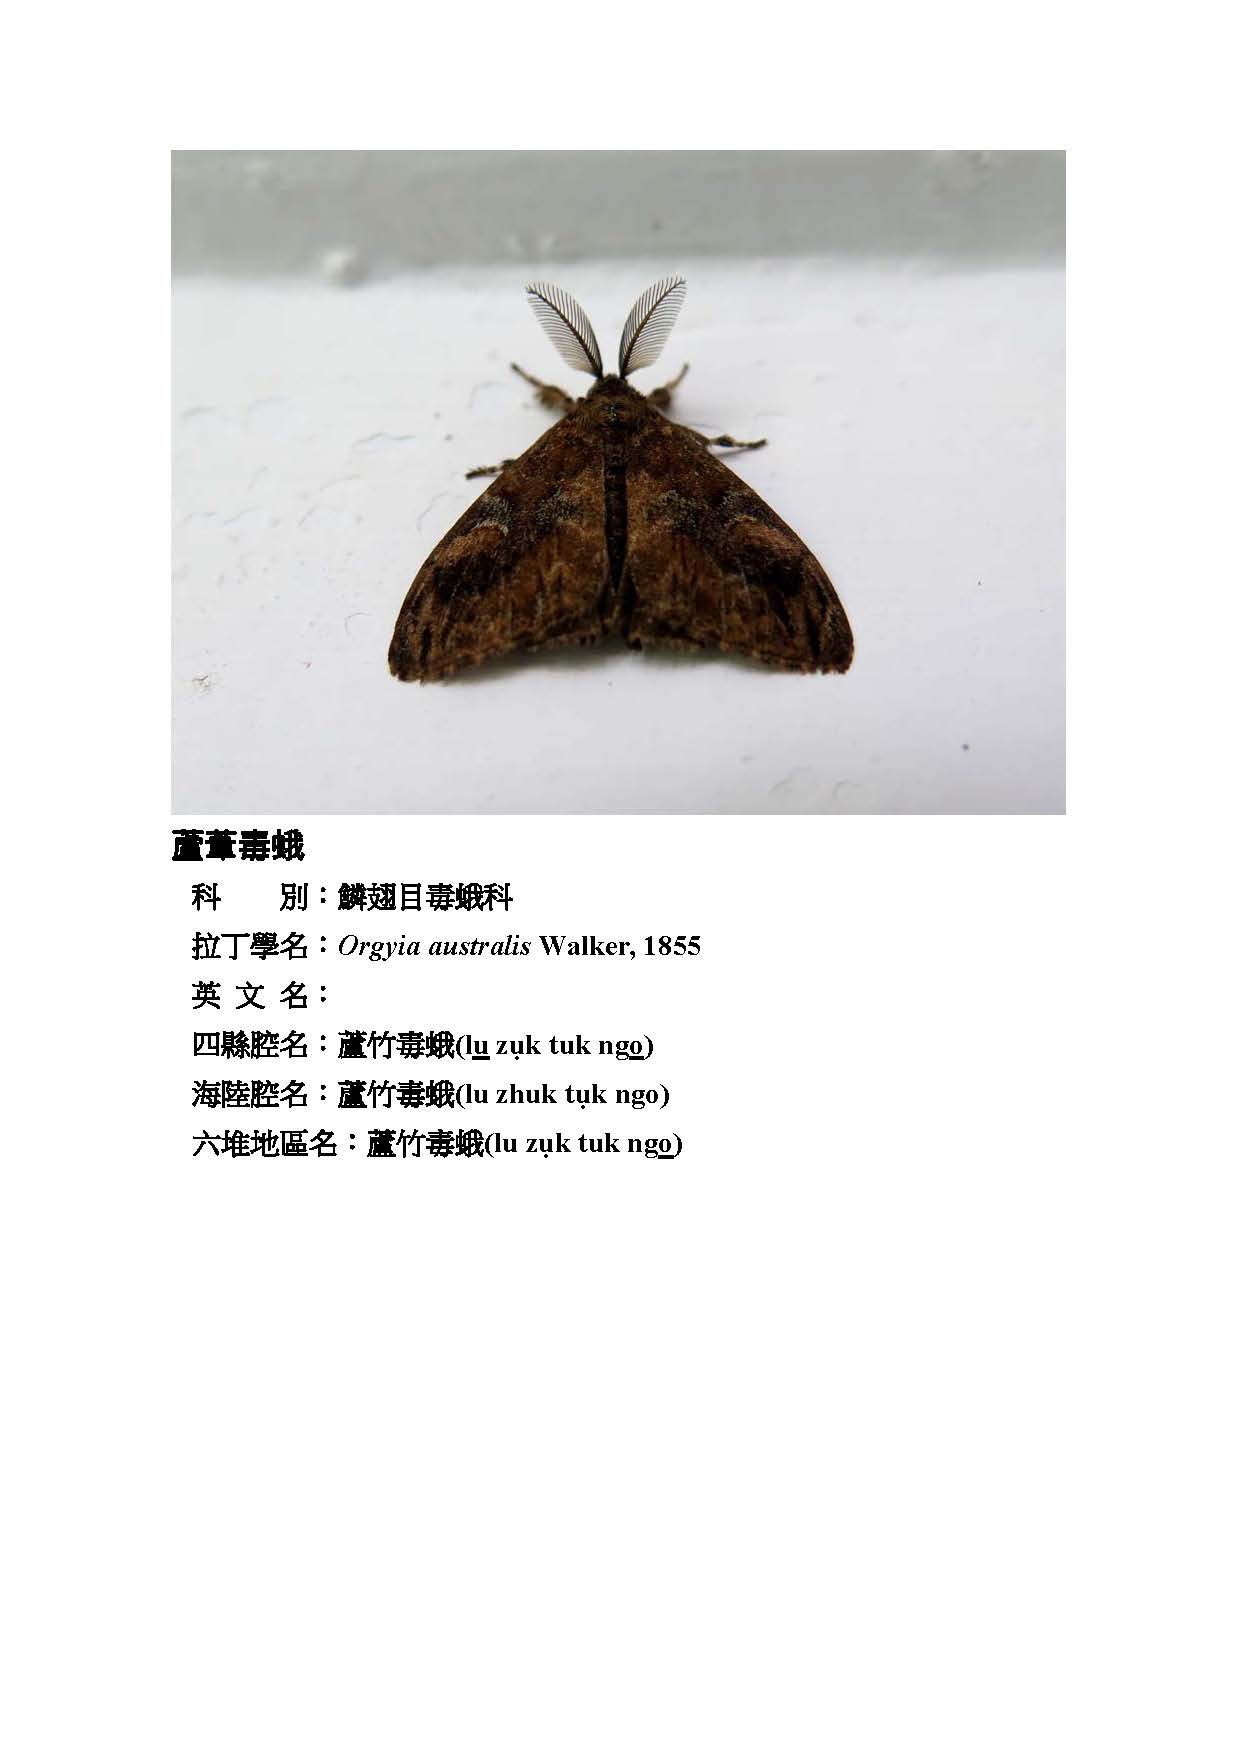 蘆葦毒蛾
科　　別：鱗翅目毒蛾科
拉丁學名：Orgyia australis Walker, 1855
英 文 名：
四縣腔名：蘆竹毒蛾(lu zụk tuk ngo)
海陸腔名：蘆竹毒蛾(lu zhuk tụk ngo)
六堆地區名：蘆竹毒蛾(lu zụk tuk ngo)